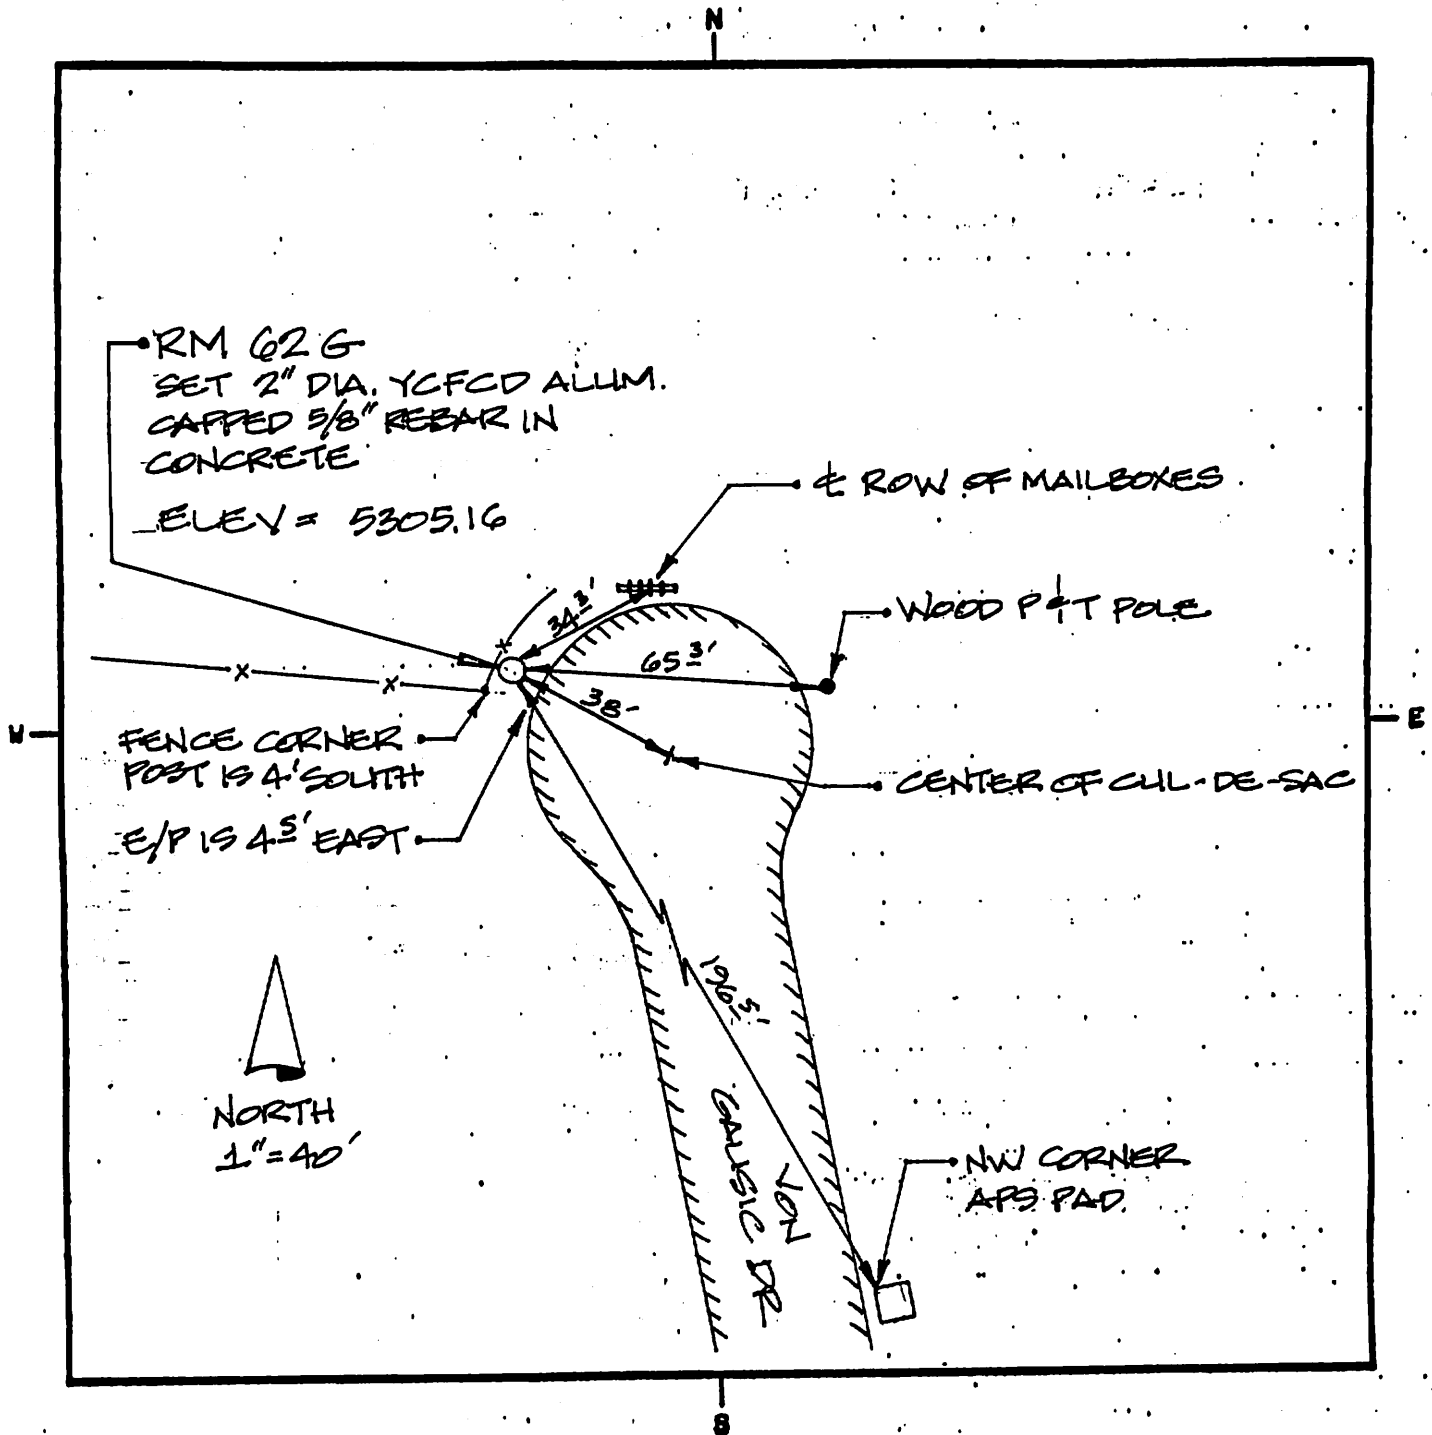 N
RM 62 G
SET 2" DIA. YCFCD ALUM.
CAPPED 5/8" REBAR IN
CONCRETE
ELEV = 5305.16
℄ ROW OF MAILBOXES
34 3'
WOOD P & T POLE
65 3'
38-
W
E
FENCE CORNER
POST IS 4' SOUTH
CENTER OF CUL-DE-SAC
E/P IS 4 5' EAST
196 5'
NORTH
1"=40'
VON
GAUSIC DR
NW CORNER
APS PAD.
S